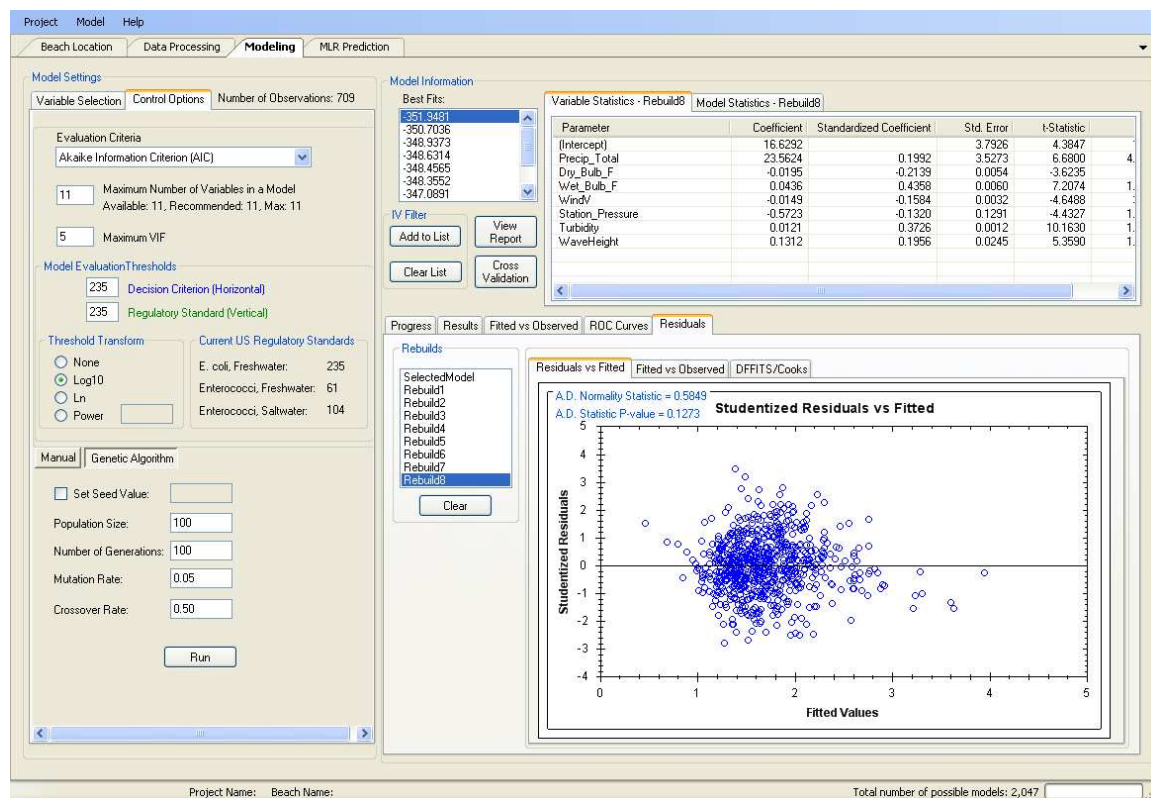 Project Model Help
Beach Location Data Processing Modeling MLR Prediction
Model Settings
Variable Selection Control Options Number of Observations: 709
Evaluation Criteria
Akaike Information Criterion (AIC)
11 Maximum Number of Variables in a Model
Available: 11, Recommended: 11, Max: 11
5 Maximum VIF
Model EvaluationThresholds
235 Decision Criterion (Horizontal)
235 Regulatory Standard (Vertical)
Threshold Transform
None
Log10
Ln
Power
Current US Regulatory Standards
E. coli, Freshwater: 235
Enterococci, Freshwater: 61
Enterococci, Saltwater: 104
Manual Genetic Algorithm
Set Seed Value:
Population Size: 100
Number of Generations: 100
Mutation Rate: 0.05
Crossover Rate: 0.50
Run
Model Information
Best Fits:
-351.9481
-350.7036
-348.9373
-348.6314
-348.4565
-348.3552
-347.0891
IV Filter
Add to List
Clear List
View Report
Cross Validation
Variable Statistics - Rebuild8 Model Statistics - Rebuild8
Parameter Coefficient Standardized Coefficient Std. Error t-Statistic
(Intercept) 16.6292 3.7926 4.3847
Precip_Total 23.5624 0.1992 3.5273 6.6800 4.
Dry_Bulb_F -0.0195 -0.2139 0.0054 -3.6235
Wet_Bulb_F 0.0436 0.4358 0.0060 7.2074 1.
WindV -0.0149 -0.1584 0.0032 -4.6488
Station_Pressure -0.5723 -0.1320 0.1291 -4.4327 1.
Turbidity 0.0121 0.3726 0.0012 10.1630 1.
WaveHeight 0.1312 0.1956 0.0245 5.3590 1.
Progress Results Fitted vs Observed ROC Curves Residuals
Rebuilds
SelectedModel
Rebuild1
Rebuild2
Rebuild3
Rebuild4
Rebuild5
Rebuild6
Rebuild7
Rebuild8
Clear
Residuals vs Fitted Fitted vs Observed DFFITS/Cooks
A.D. Normality Statistic = 0.5849
A.D. Statistic P-value = 0.1273
Studentized Residuals vs Fitted
Studentized Residuals
5
4
3
2
1
0
-1
-2
-3
-4
0 1 2 3 4 5
Fitted Values
Project Name: Beach Name: Total number of possible models: 2,047